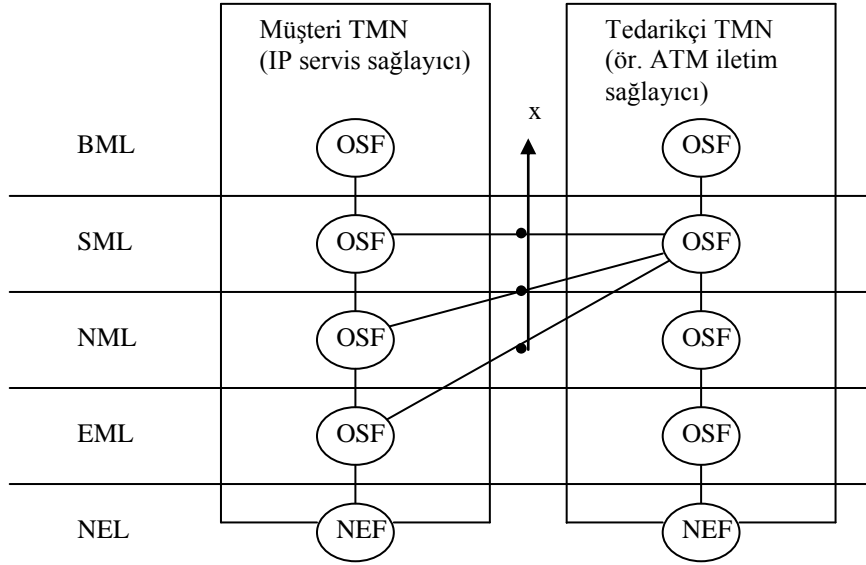 Müşteri TMN
(IP servis sağlayıcı)
Tedarikçi TMN
(ör. ATM iletim
sağlayıcı)
x
BML
OSF
OSF
SML
OSF
OSF
NML
OSF
OSF
EML
OSF
OSF
NEL
NEF
NEF